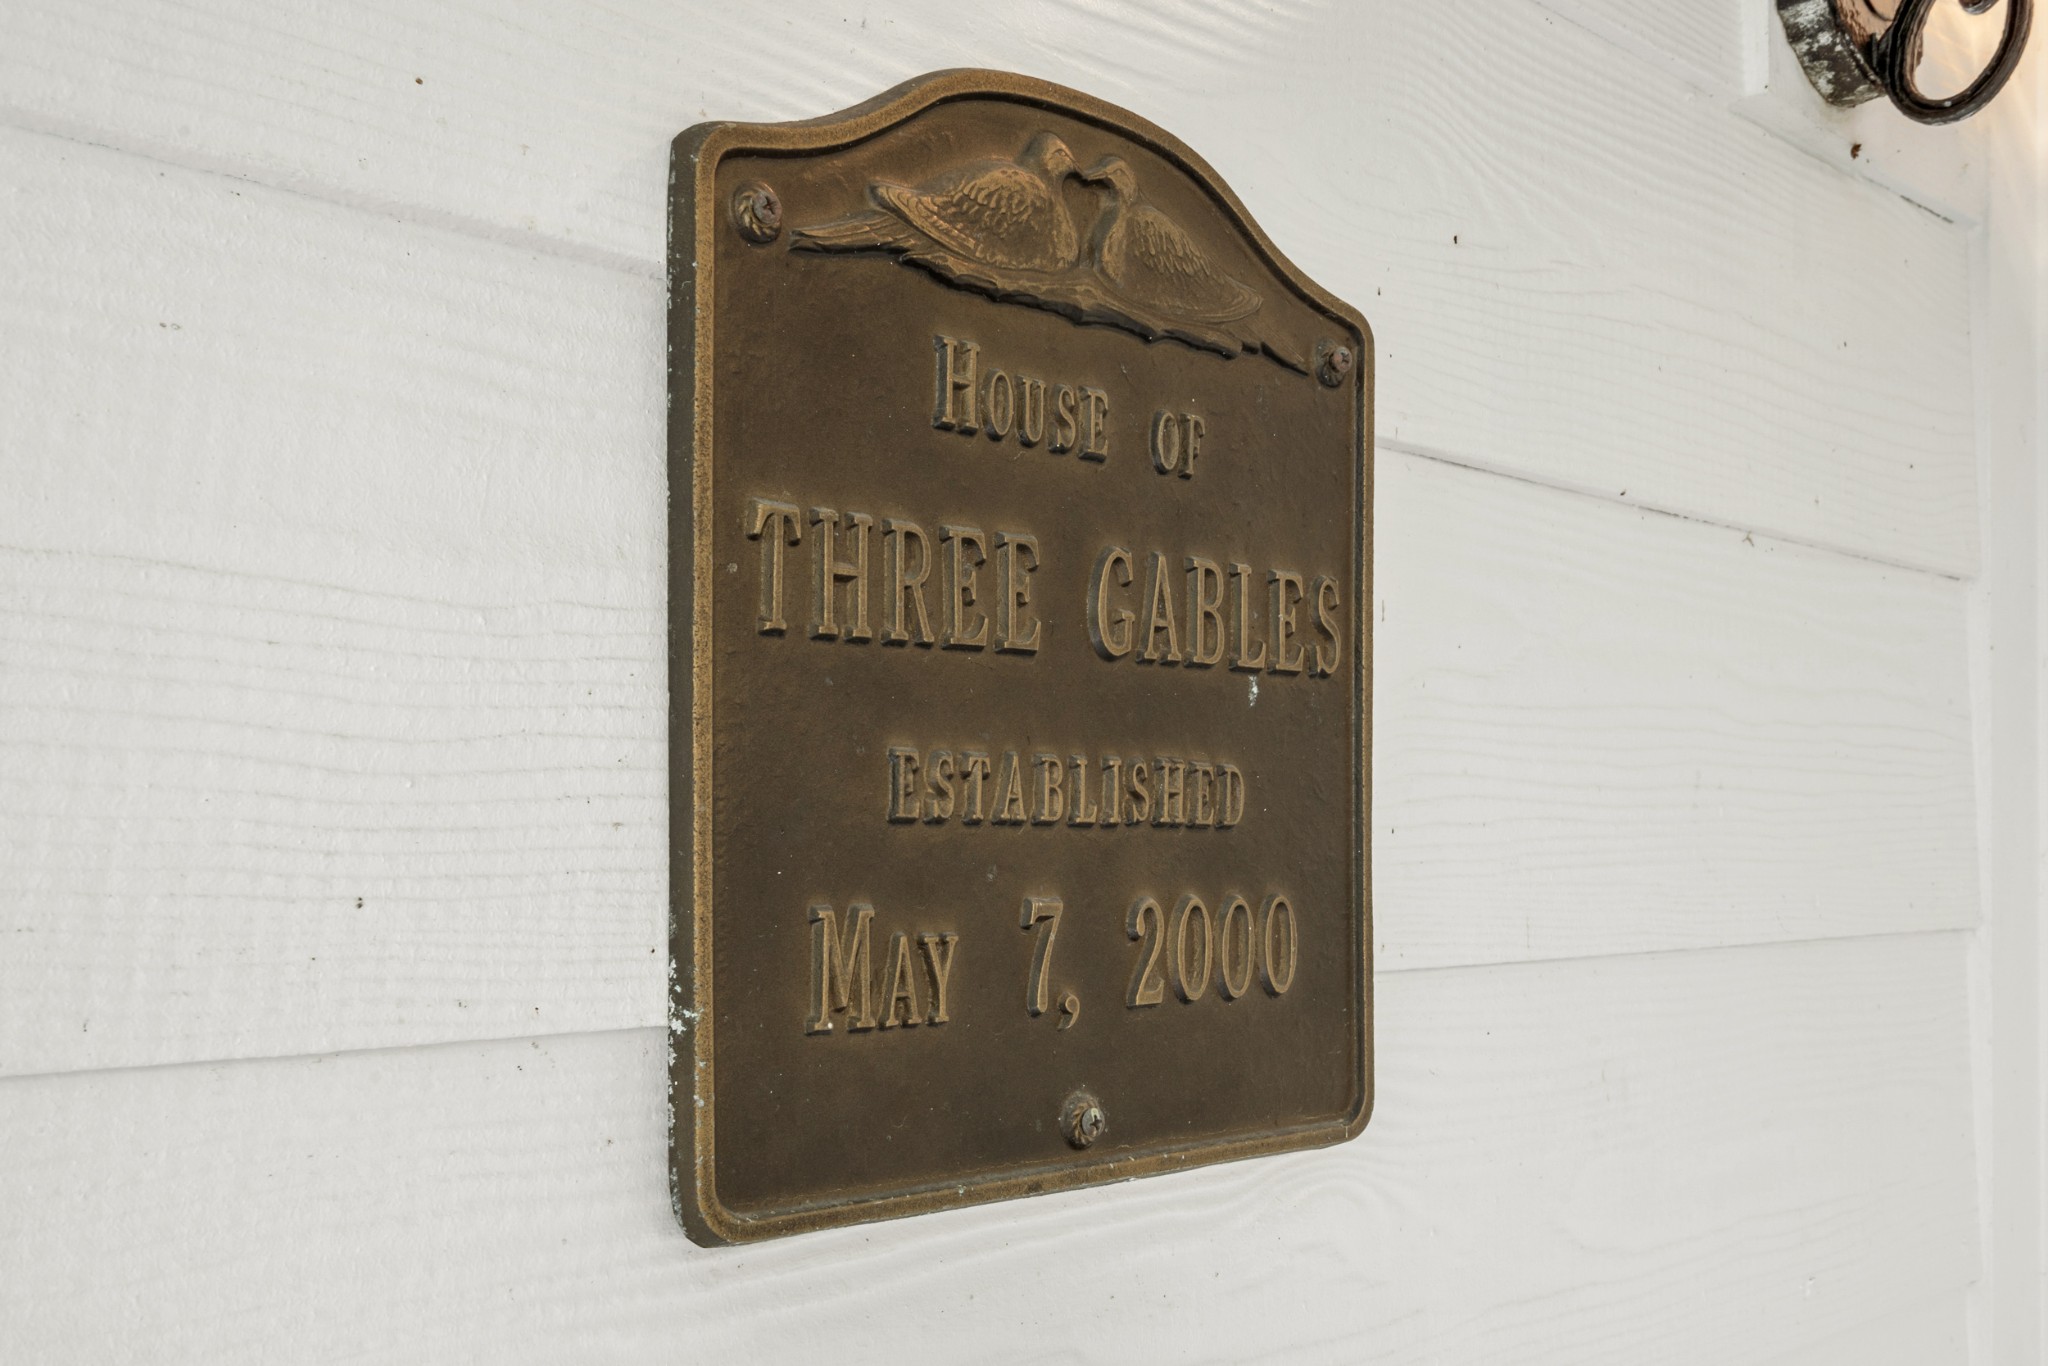 House of
THREE GABLES
ESTABLISHED
May 7, 2000